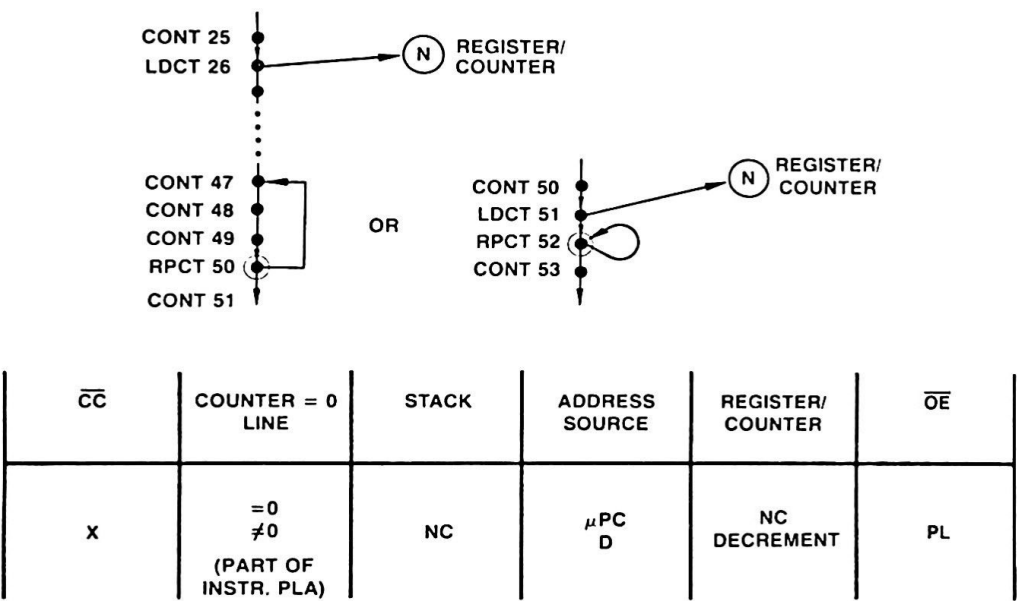 CONT 25
LDCT 26
N
REGISTER/
COUNTER
CONT 47
CONT 48
CONT 49
RPCT 50
CONT 51
OR
CONT 50
LDCT 51
RPCT 52
CONT 53
N
REGISTER/
COUNTER
C̅C̅
COUNTER = 0
LINE
STACK
ADDRESS
SOURCE
REGISTER/
COUNTER
O̅E̅
X
=0
≠0
(PART OF
INSTR. PLA)
NC
μPC
D
NC
DECREMENT
PL